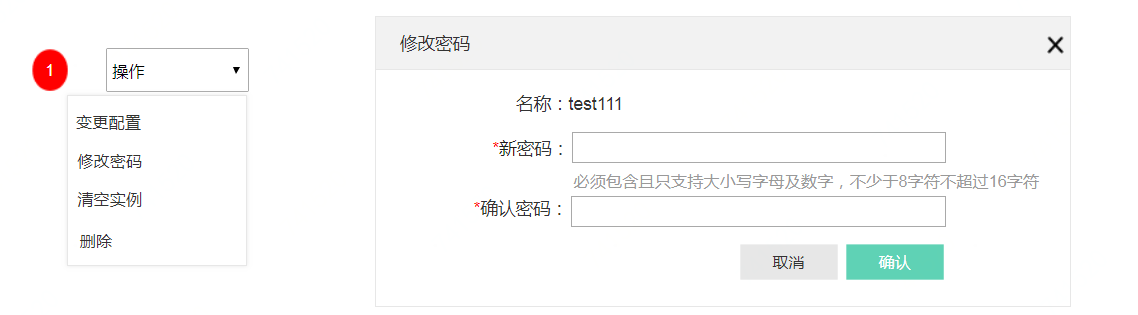 1
操作
变更配置
修改密码
清空实例
删除
修改密码
名称：test111
*新密码：
必须包含且只支持大小写字母及数字，不少于8字符不超过16字符
*确认密码：
取消 确认